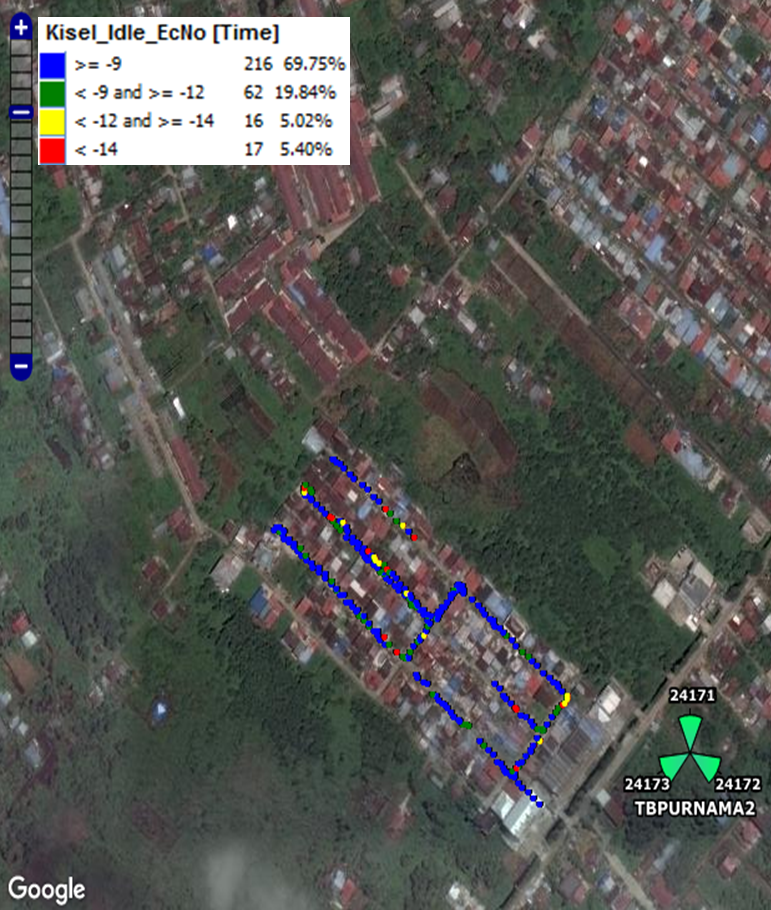 Kisel_Idle_EcNo [Time]
>= -9 216 69.75%
< -9 and >= -12 62 19.84%
< -12 and >= -14 16 5.02%
< -14 17 5.40%
24171
24173 24172
TBPURNAMA2
Google